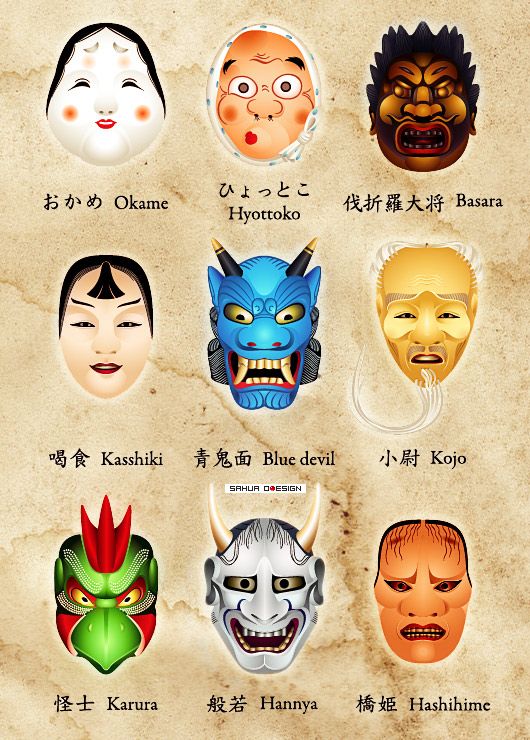 おかめ Okame
ひょっとこ
Hyottoko
伐折羅大将 Basara
喝食 Kasshiki
青鬼面 Blue devil
小尉 Kojo
SAHUA DESIGN
怪士 Karura
般若 Hannya
橋姫 Hashihime